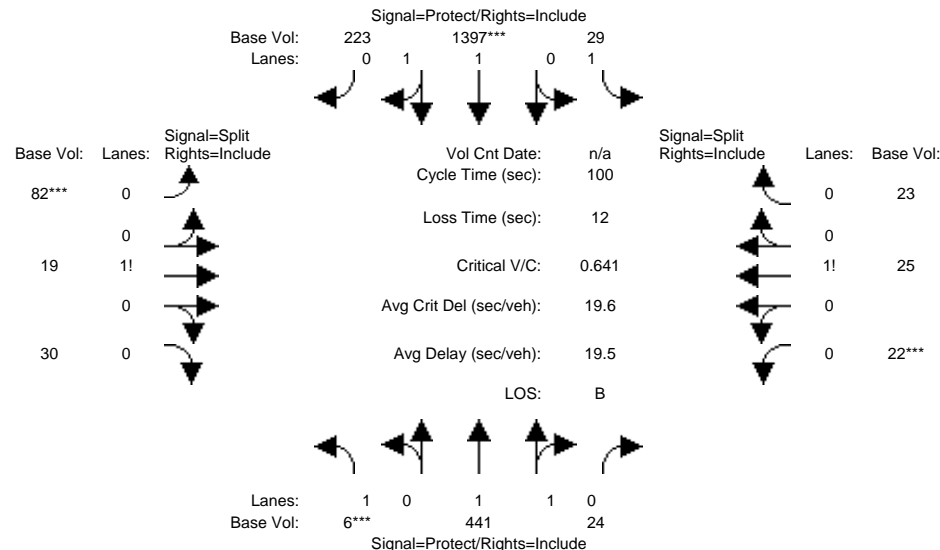 Signal=Protect/Rights=Include
Base Vol: 223 1397*** 29
Lanes: 0 1 1 0 1
Signal=Split Signal=Split
Base Vol: Lanes: Rights=Include Vol Cnt Date: n/a Rights=Include Lanes: Base Vol:
Cycle Time (sec): 100
82*** 0 0 23
Loss Time (sec): 12
0 0
19 1! Critical V/C: 0.641 1! 25
0 Avg Crit Del (sec/veh): 19.6 0
30 0 Avg Delay (sec/veh): 19.5 0 22***
LOS: B
Lanes: 1 0 1 1 0
Base Vol: 6*** 441 24
Signal=Protect/Rights=Include